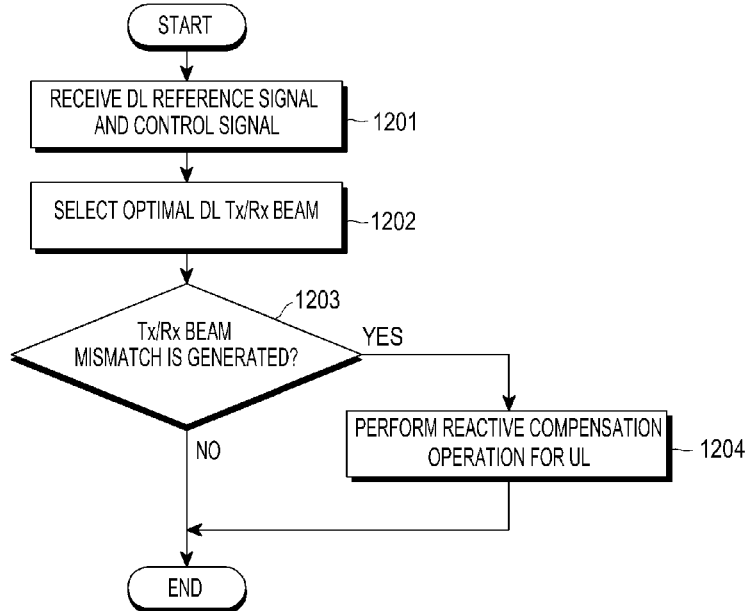 START
RECEIVE DL REFERENCE SIGNAL
AND CONTROL SIGNAL
1201
SELECT OPTIMAL DL Tx/Rx BEAM
1202
1203
Tx/Rx BEAM
MISMATCH IS GENERATED?
YES
NO
PERFORM REACTIVE COMPENSATION
OPERATION FOR UL
1204
END